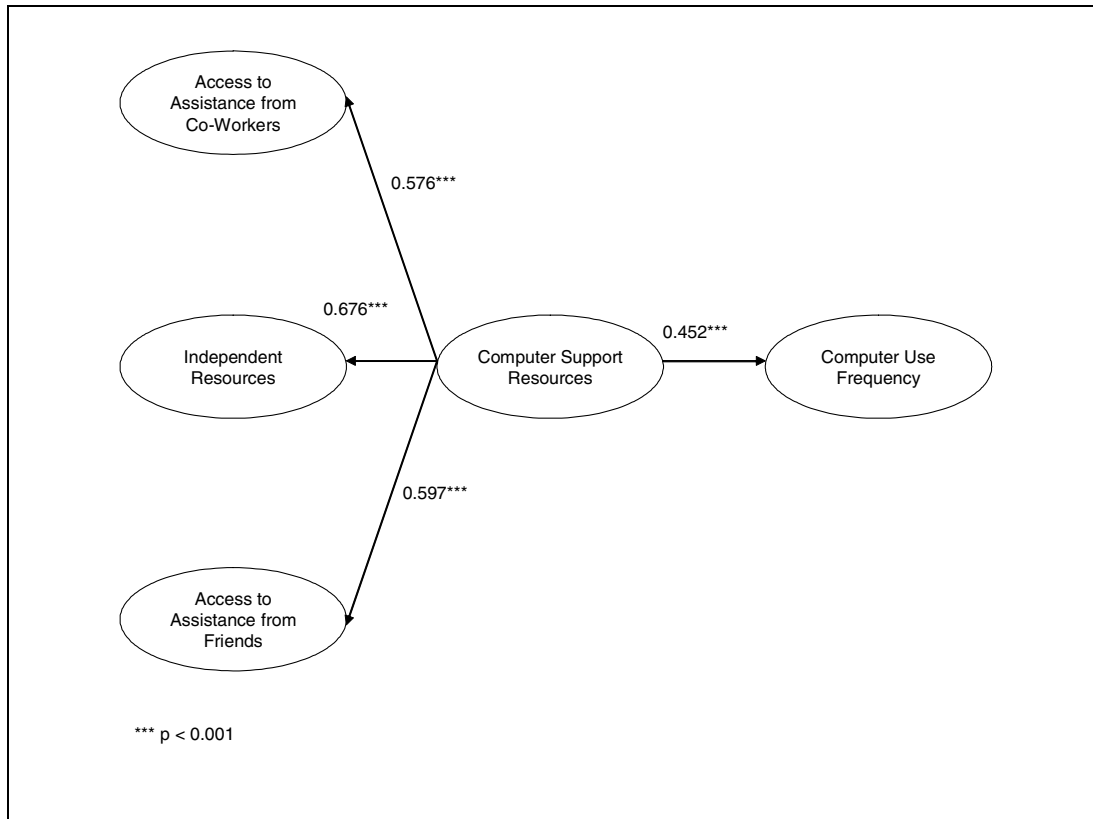 Access to
Assistance from
Co-Workers
0.576***
0.676***
0.452***
Independent
Resources
Computer Support
Resources
Computer Use
Frequency
0.597***
Access to
Assistance from
Friends
*** p < 0.001